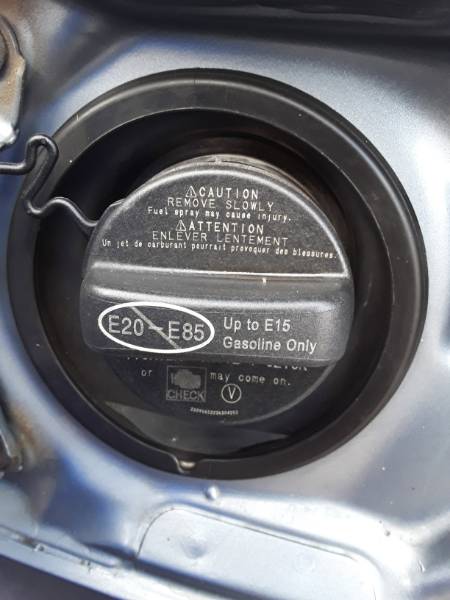 ⚠CAUTION
REMOVE SLOWLY.
Fuel spray may cause injury.
⚠ATTENTION
ENLEVER LENTEMENT
Un jet de carburant pourrait provoquer des blessures.
E20-E85
Up to E15
Gasoline Only
or CHECK may come on.
V